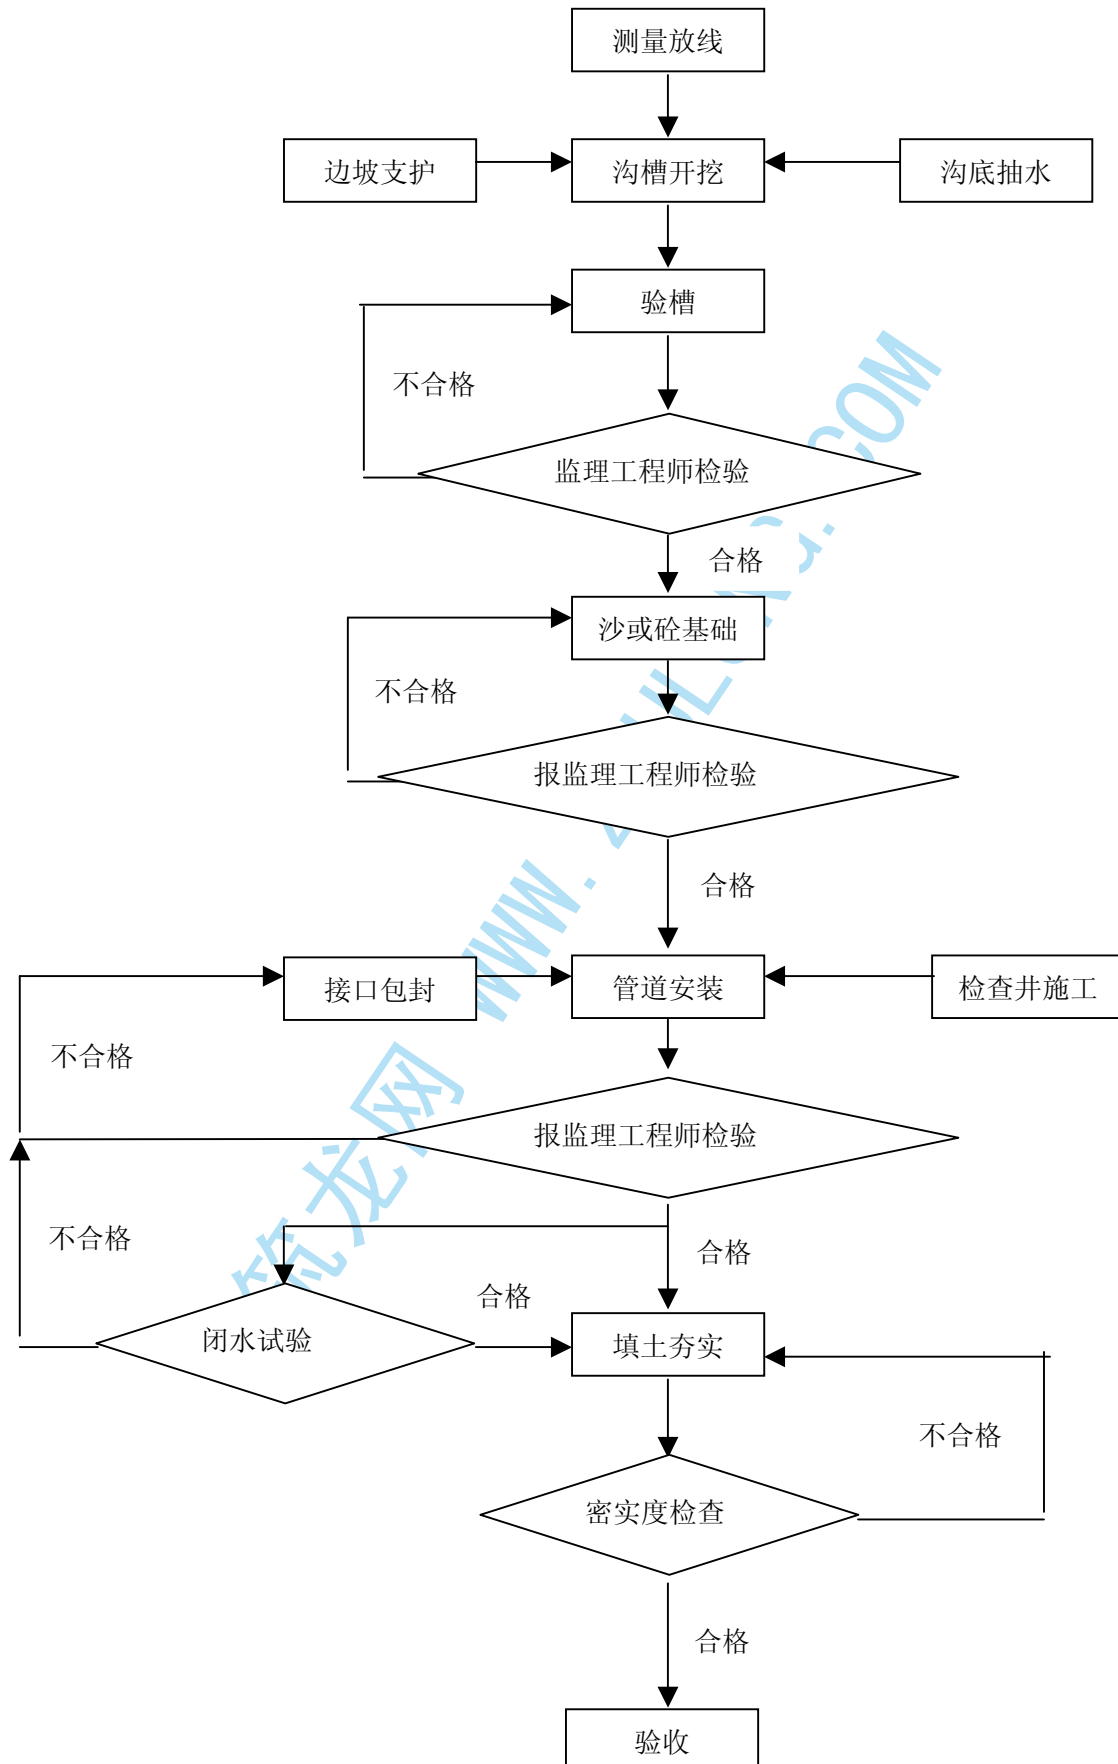 测量放线
边坡支护
沟槽开挖
沟底抽水
验槽
不合格
监理工程师检验
合格
沙或砼基础
不合格
报监理工程师检验
合格
接口包封
管道安装
检查井施工
不合格
报监理工程师检验
不合格
合格
合格
闭水试验
填土夯实
不合格
密实度检查
合格
验收